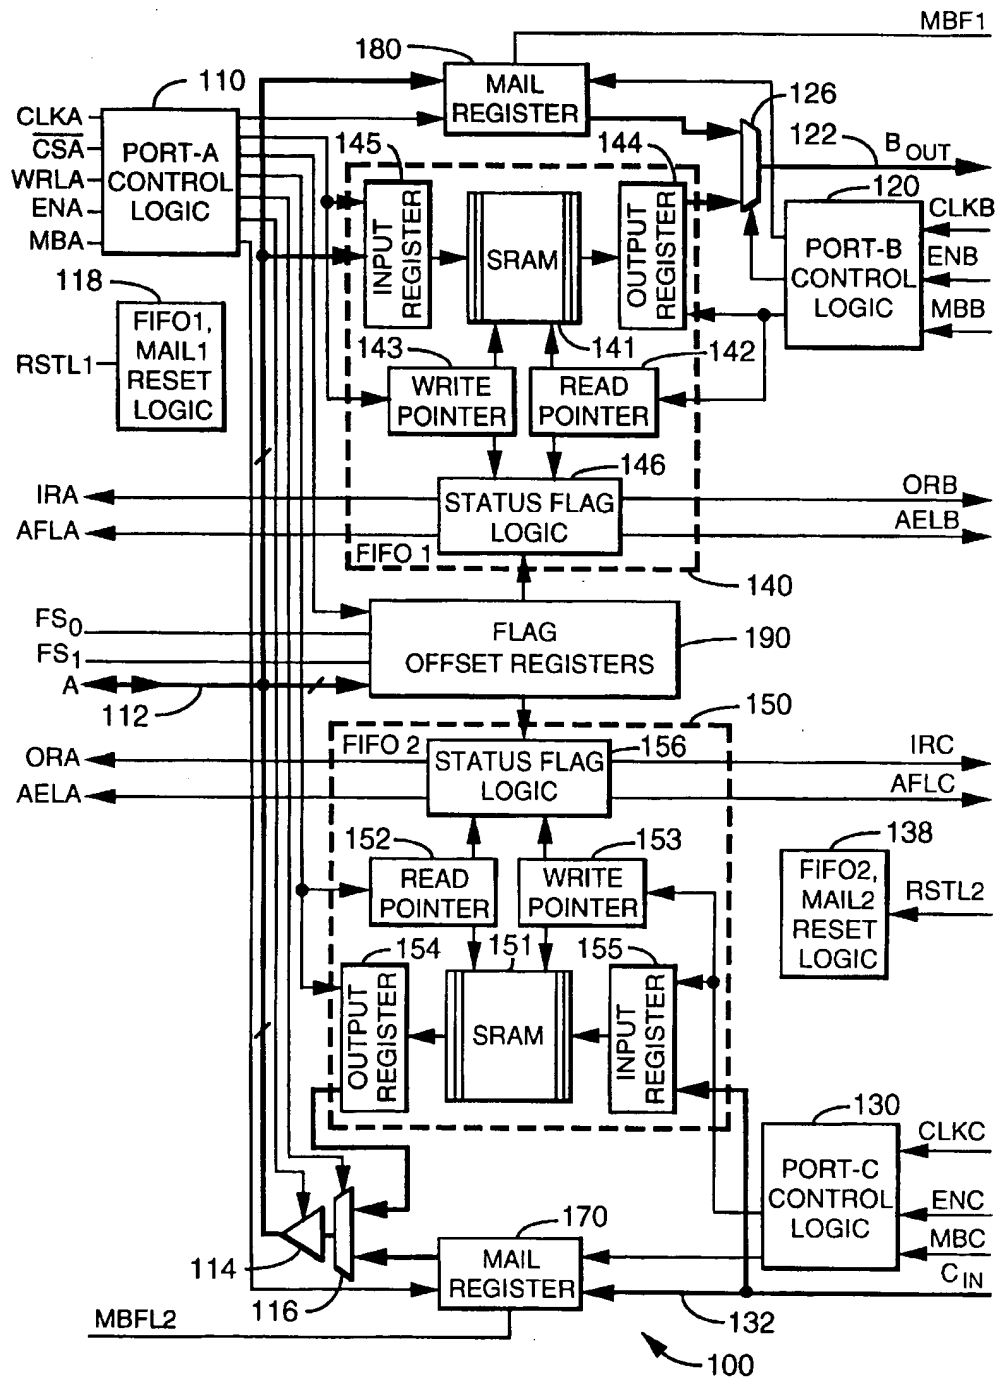 MBF1
180
MAIL
REGISTER
110
126
CLKA
CSA
WRLA
ENA
MBA
PORT-A
CONTROL
LOGIC
145
144
122
B OUT
120
INPUT
REGISTER
SRAM
OUTPUT
REGISTER
PORT-B
CONTROL
LOGIC
CLKB
ENB
MBB
118
FIFO1,
MAIL1
RESET
LOGIC
RSTL1
143
141
142
WRITE
POINTER
READ
POINTER
146
IRA
AFLA
STATUS FLAG
LOGIC
ORB
AELB
FIFO 1
140
FS0
FS1
A
112
FLAG
OFFSET REGISTERS
190
150
FIFO 2
ORA
AELA
STATUS FLAG
LOGIC
156
IRC
AFLC
152
153
138
READ
POINTER
WRITE
POINTER
FIFO2,
MAIL2
RESET
LOGIC
RSTL2
154
151
155
OUTPUT
REGISTER
SRAM
INPUT
REGISTER
130
PORT-C
CONTROL
LOGIC
CLKC
ENC
MBC
CIN
114
116
170
MAIL
REGISTER
MBFL2
132
100